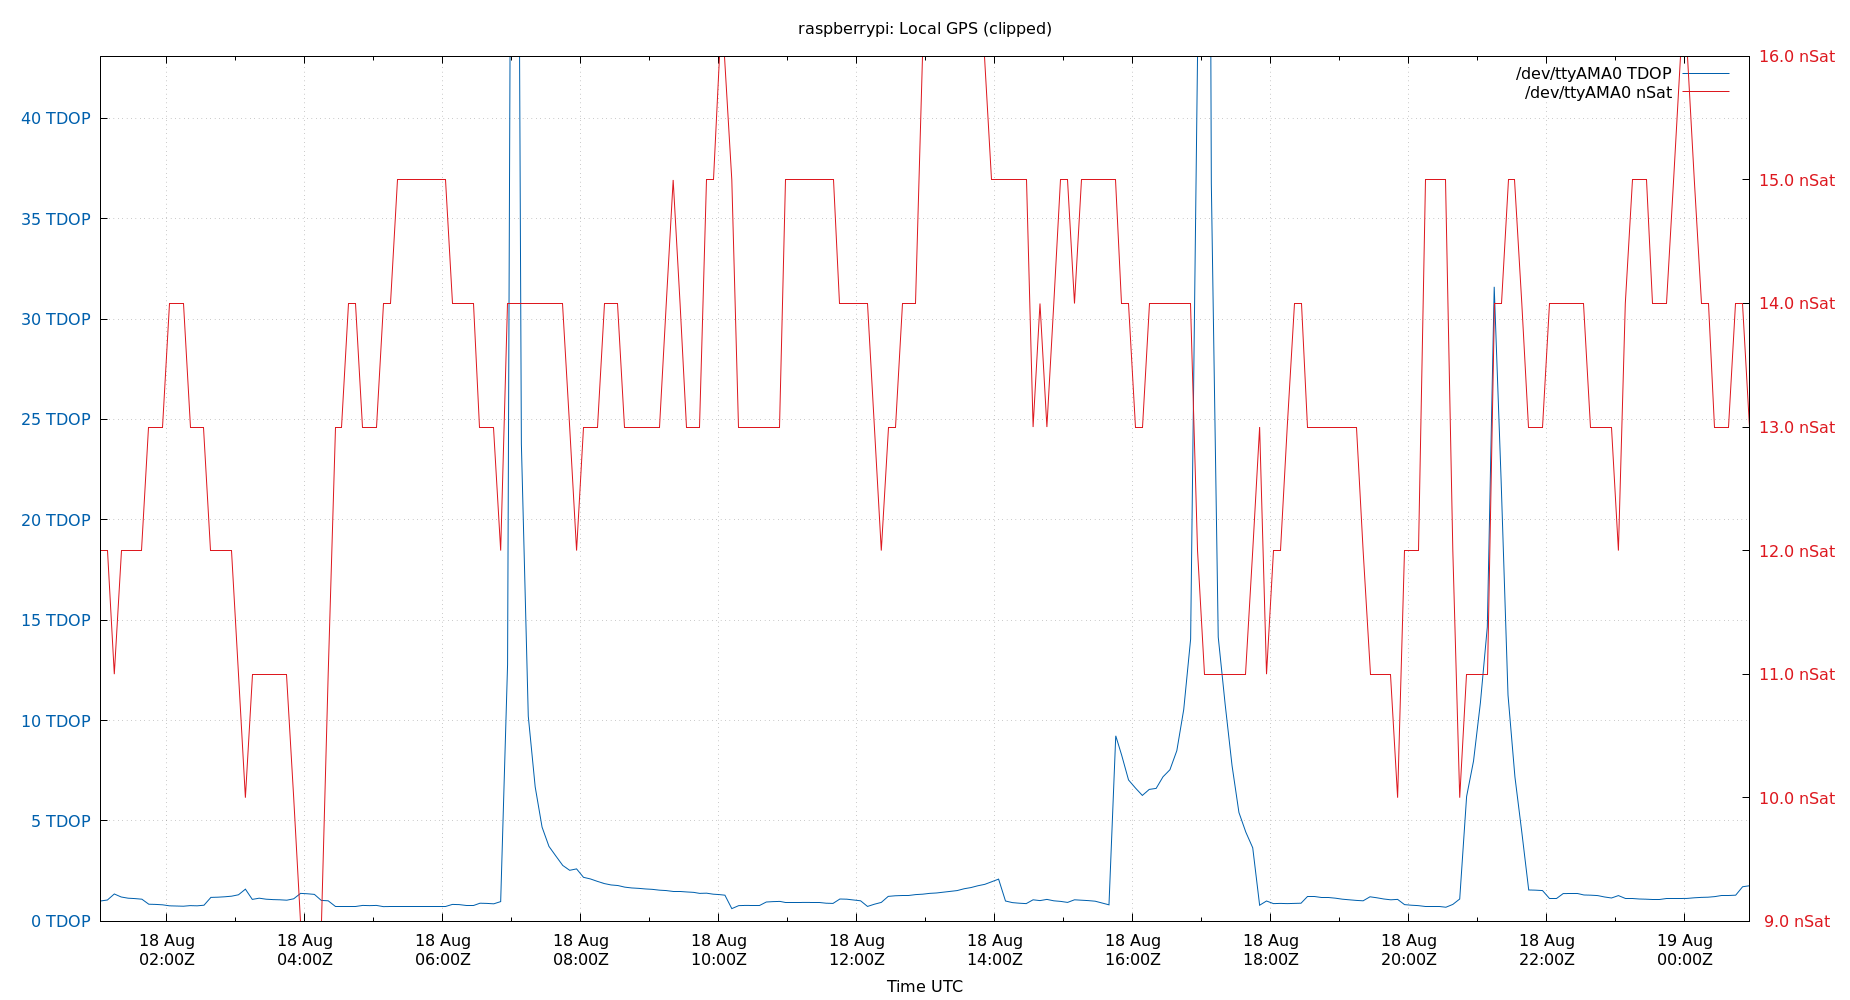 raspberrypi: Local GPS (clipped)
/dev/ttyAMA0 TDOP
/dev/ttyAMA0 nSat
40 TDOP
35 TDOP
30 TDOP
25 TDOP
20 TDOP
15 TDOP
10 TDOP
5 TDOP
0 TDOP
16.0 nSat
15.0 nSat
14.0 nSat
13.0 nSat
12.0 nSat
11.0 nSat
10.0 nSat
9.0 nSat
18 Aug 18 Aug 18 Aug 18 Aug 18 Aug 18 Aug 18 Aug 18 Aug 18 Aug 18 Aug 18 Aug 19 Aug
02:00Z 04:00Z 06:00Z 08:00Z 10:00Z 12:00Z 14:00Z 16:00Z 18:00Z 20:00Z 22:00Z 00:00Z
Time UTC